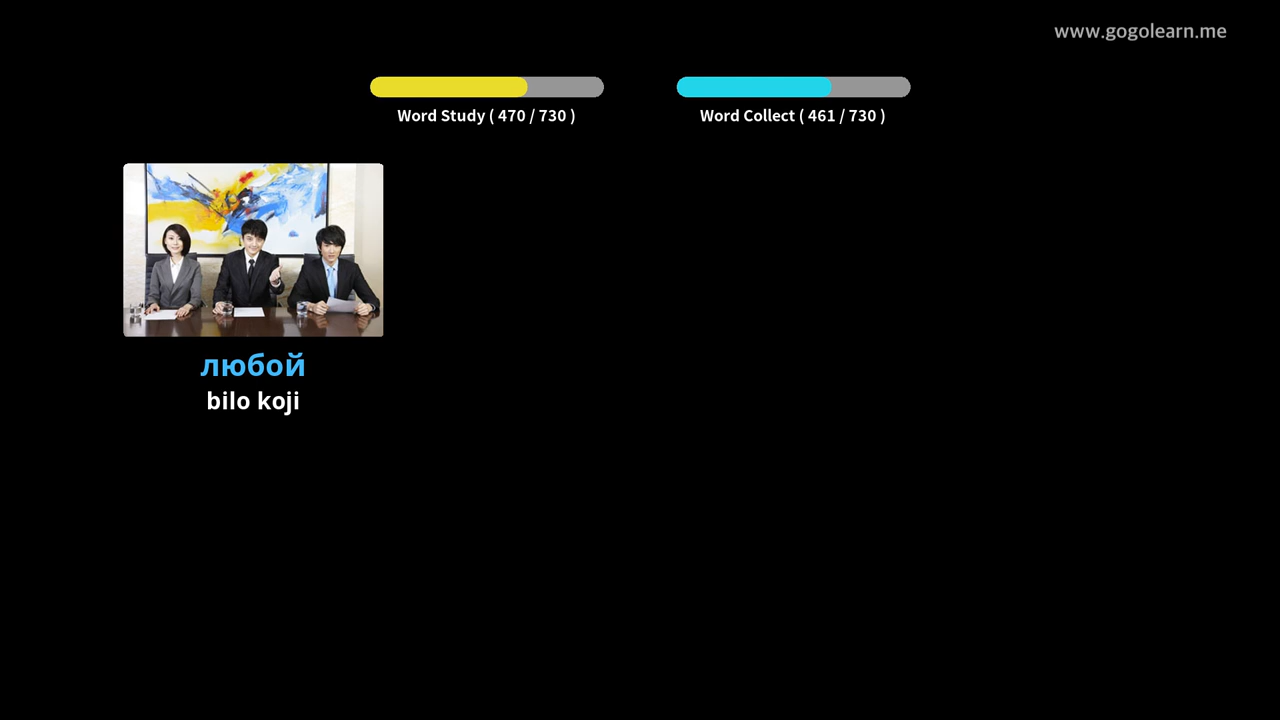 www.gogolearn.me
Word Study ( 470 / 730 )
Word Collect ( 461 / 730 )
любой
bilo koji